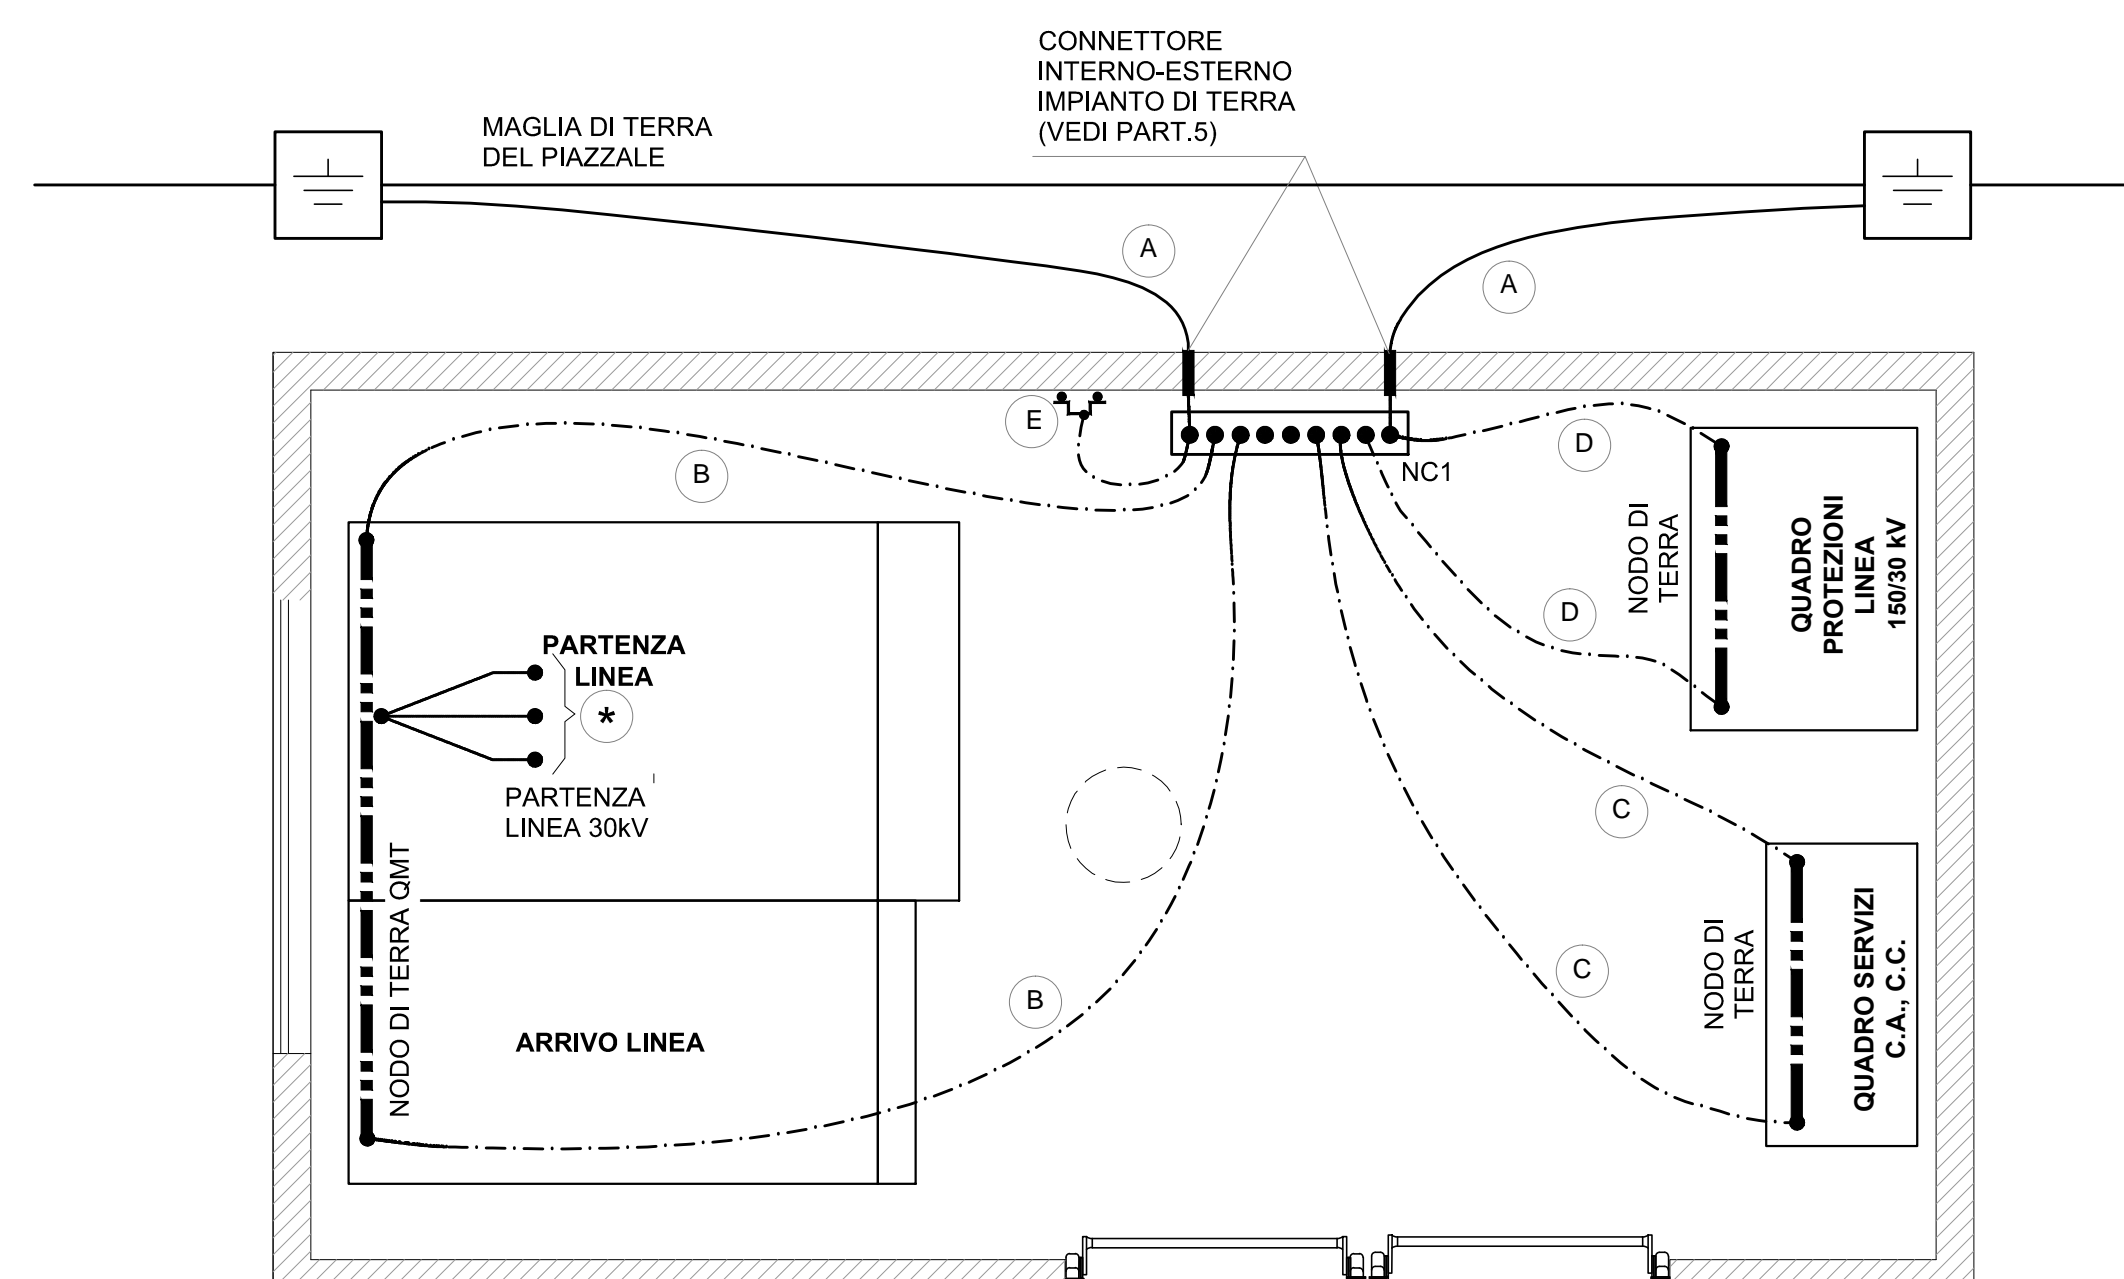 CONNETTORE
INTERNO-ESTERNO
IMPIANTO DI TERRA
(VEDI PART.5)
MAGLIA DI TERRA
DEL PIAZZALE
A
A
E
B
D
NC1
D
NODO DI
TERRA
QUADRO
PROTEZIONI
LINEA
150/30 kV
PARTENZA
LINEA
*
PARTENZA
LINEA 30kV
C
NODO DI TERRA QMT
ARRIVO LINEA
B
C
NODO DI
TERRA
QUADRO SERVIZI
C.A., C.C.